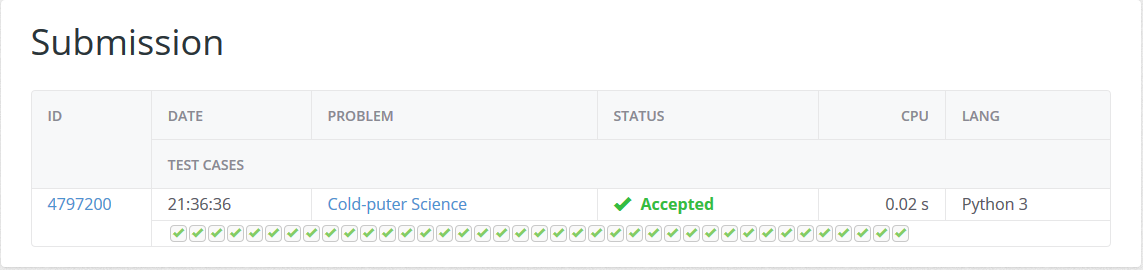 Submission
ID DATE PROBLEM STATUS CPU LANG
TEST CASES
4797200 21:36:36 Cold-puter Science Accepted 0.02 s Python 3